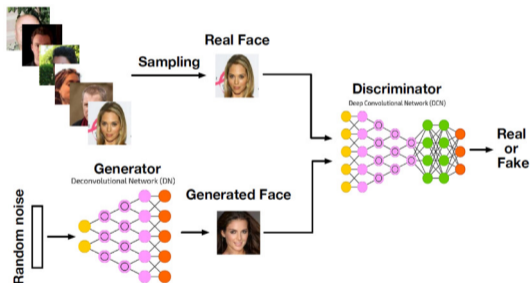 Real Face
Sampling
Discriminator
Deep Convolutional Network (DCN)
Real
or
Fake
Generator
Deconvolutional Network (DN)
Generated Face
Random noise